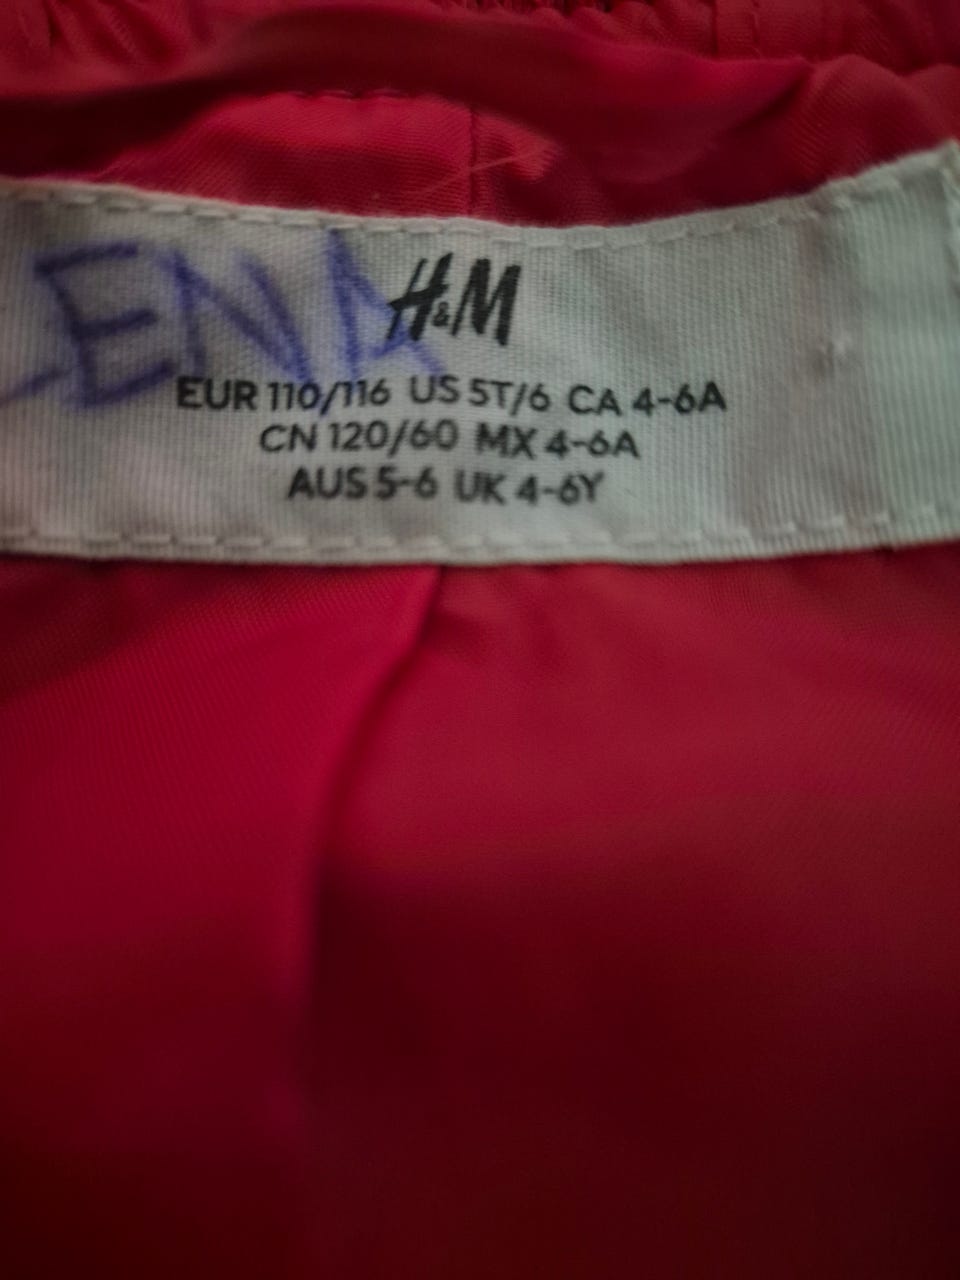 ENA
H&M
EUR 110/116 US 5T/6 CA 4-6A
CN 120/60 MX 4-6A
AUS 5-6 UK 4-6Y